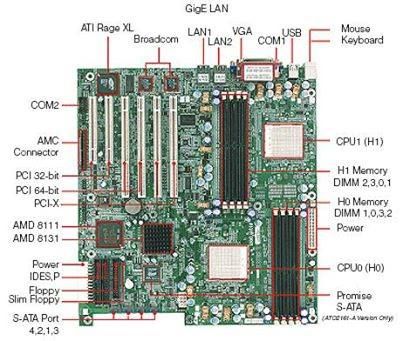 GigE LAN
ATI Rage XL
Broadcom
LAN1
LAN2
VGA
COM1
USB
Mouse
Keyboard
COM2
AMC
Connector
PCI 32-bit
PCI 64-bit
PCI-X
AMD 8111
AMD 8131
Power
IDES,P
Floppy
Slim Floppy
S-ATA Port
4,2,1,3
CPU1 (H1)
H1 Memory
DIMM 2,3,0,1
H0 Memory
DIMM 1,0,3,2
Power
CPU0 (H0)
Promise
S-ATA
(ATO2161-A Version Only)